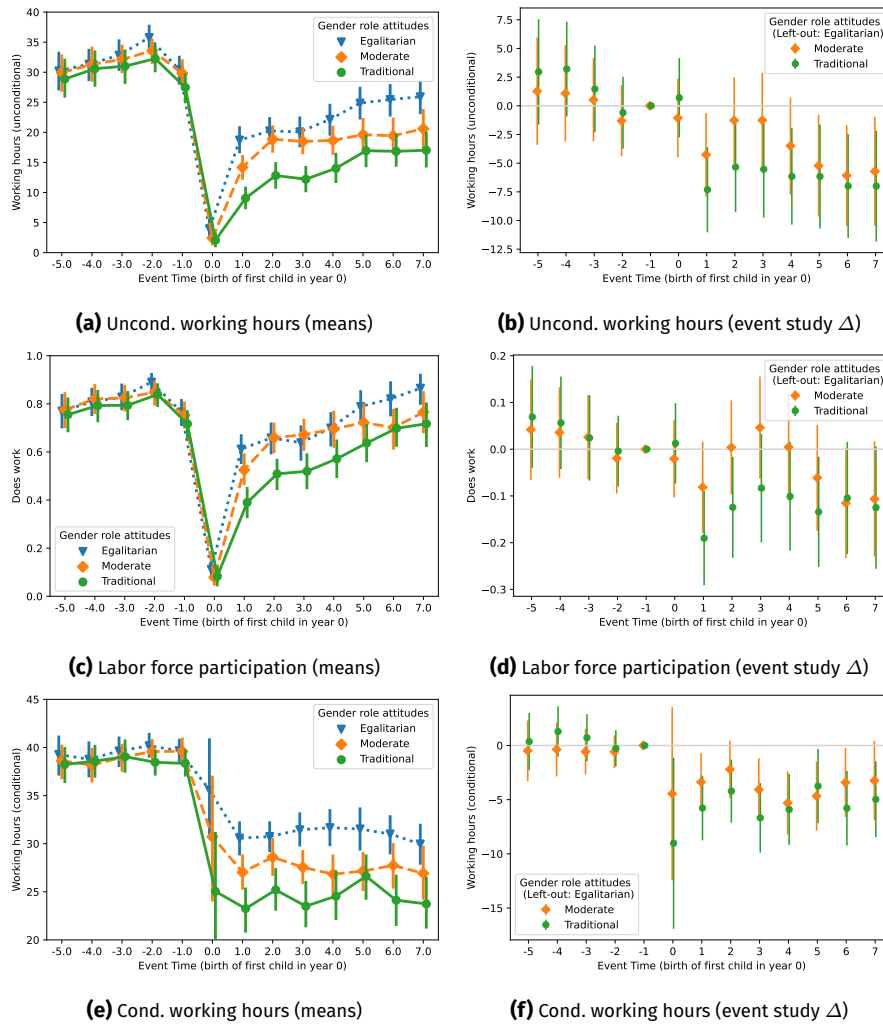 40
35
30
25
20
15
10
5
0
Working hours (unconditional)
Gender role attitudes
Egalitarian
Moderate
Traditional
-5.0 -4.0 -3.0 -2.0 -1.0 0.0 1.0 2.0 3.0 4.0 5.0 6.0 7.0
Event Time (birth of first child in year 0)
(a) Uncond. working hours (means)
7.5
5.0
2.5
0.0
−2.5
−5.0
−7.5
−10.0
−12.5
Working hours (unconditional)
Gender role attitudes
(Left-out: Egalitarian)
Moderate
Traditional
-5 -4 -3 -2 -1 0 1 2 3 4 5 6 7
Event Time (birth of first child in year 0)
(b) Uncond. working hours (event study Δ)
1.0
0.8
0.6
0.4
0.2
0.0
Does work
Gender role attitudes
Egalitarian
Moderate
Traditional
-5.0 -4.0 -3.0 -2.0 -1.0 0.0 1.0 2.0 3.0 4.0 5.0 6.0 7.0
Event Time (birth of first child in year 0)
(c) Labor force participation (means)
0.2
0.1
0.0
−0.1
−0.2
−0.3
Does work
Gender role attitudes
(Left-out: Egalitarian)
Moderate
Traditional
-5 -4 -3 -2 -1 0 1 2 3 4 5 6 7
Event Time (birth of first child in year 0)
(d) Labor force participation (event study Δ)
45
40
35
30
25
20
Working hours (conditional)
Gender role attitudes
Egalitarian
Moderate
Traditional
-5.0 -4.0 -3.0 -2.0 -1.0 0.0 1.0 2.0 3.0 4.0 5.0 6.0 7.0
Event Time (birth of first child in year 0)
(e) Cond. working hours (means)
5
0
−5
−10
−15
Working hours (conditional)
Gender role attitudes
(Left-out: Egalitarian)
Moderate
Traditional
-5 -4 -3 -2 -1 0 1 2 3 4 5 6 7
Event Time (birth of first child in year 0)
(f) Cond. working hours (event study Δ)